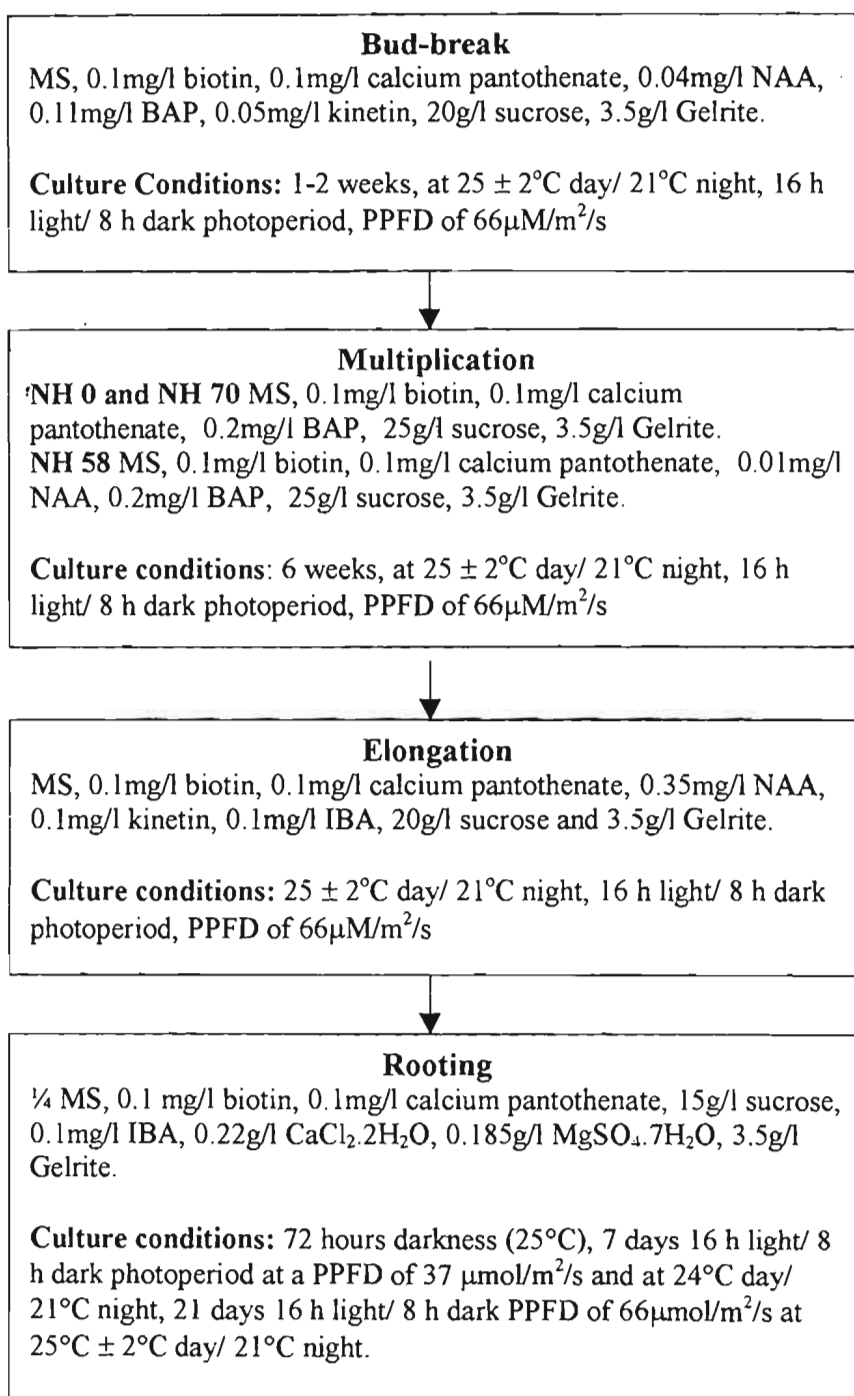 Bud-break
MS, 0.1mg/l biotin, 0.1mg/l calcium pantothenate, 0.04mg/l NAA,
0.11mg/l BAP, 0.05mg/l kinetin, 20g/l sucrose, 3.5g/l Gelrite.
Culture Conditions: 1-2 weeks, at 25 ± 2°C day/ 21°C night, 16 h
light/ 8 h dark photoperiod, PPFD of 66µM/m²/s
Multiplication
NH 0 and NH 70 MS, 0.1mg/l biotin, 0.1mg/l calcium
pantothenate, 0.2mg/l BAP, 25g/l sucrose, 3.5g/l Gelrite.
NH 58 MS, 0.1mg/l biotin, 0.1mg/l calcium pantothenate, 0.01mg/l
NAA, 0.2mg/l BAP, 25g/l sucrose, 3.5g/l Gelrite.
Culture conditions: 6 weeks, at 25 ± 2°C day/ 21°C night, 16 h
light/ 8 h dark photoperiod, PPFD of 66µM/m²/s
Elongation
MS, 0.1mg/l biotin, 0.1mg/l calcium pantothenate, 0.35mg/l NAA,
0.1mg/l kinetin, 0.1mg/l IBA, 20g/l sucrose and 3.5g/l Gelrite.
Culture conditions: 25 ± 2°C day/ 21°C night, 16 h light/ 8 h dark
photoperiod, PPFD of 66µM/m²/s
Rooting
¼ MS, 0.1 mg/l biotin, 0.1mg/l calcium pantothenate, 15g/l sucrose,
0.1mg/l IBA, 0.22g/l CaCl₂.2H₂O, 0.185g/l MgSO₄.7H₂O, 3.5g/l
Gelrite.
Culture conditions: 72 hours darkness (25°C), 7 days 16 h light/ 8
h dark photoperiod at a PPFD of 37 µmol/m²/s and at 24°C day/
21°C night, 21 days 16 h light/ 8 h dark PPFD of 66µmol/m²/s at
25°C ± 2°C day/ 21°C night.